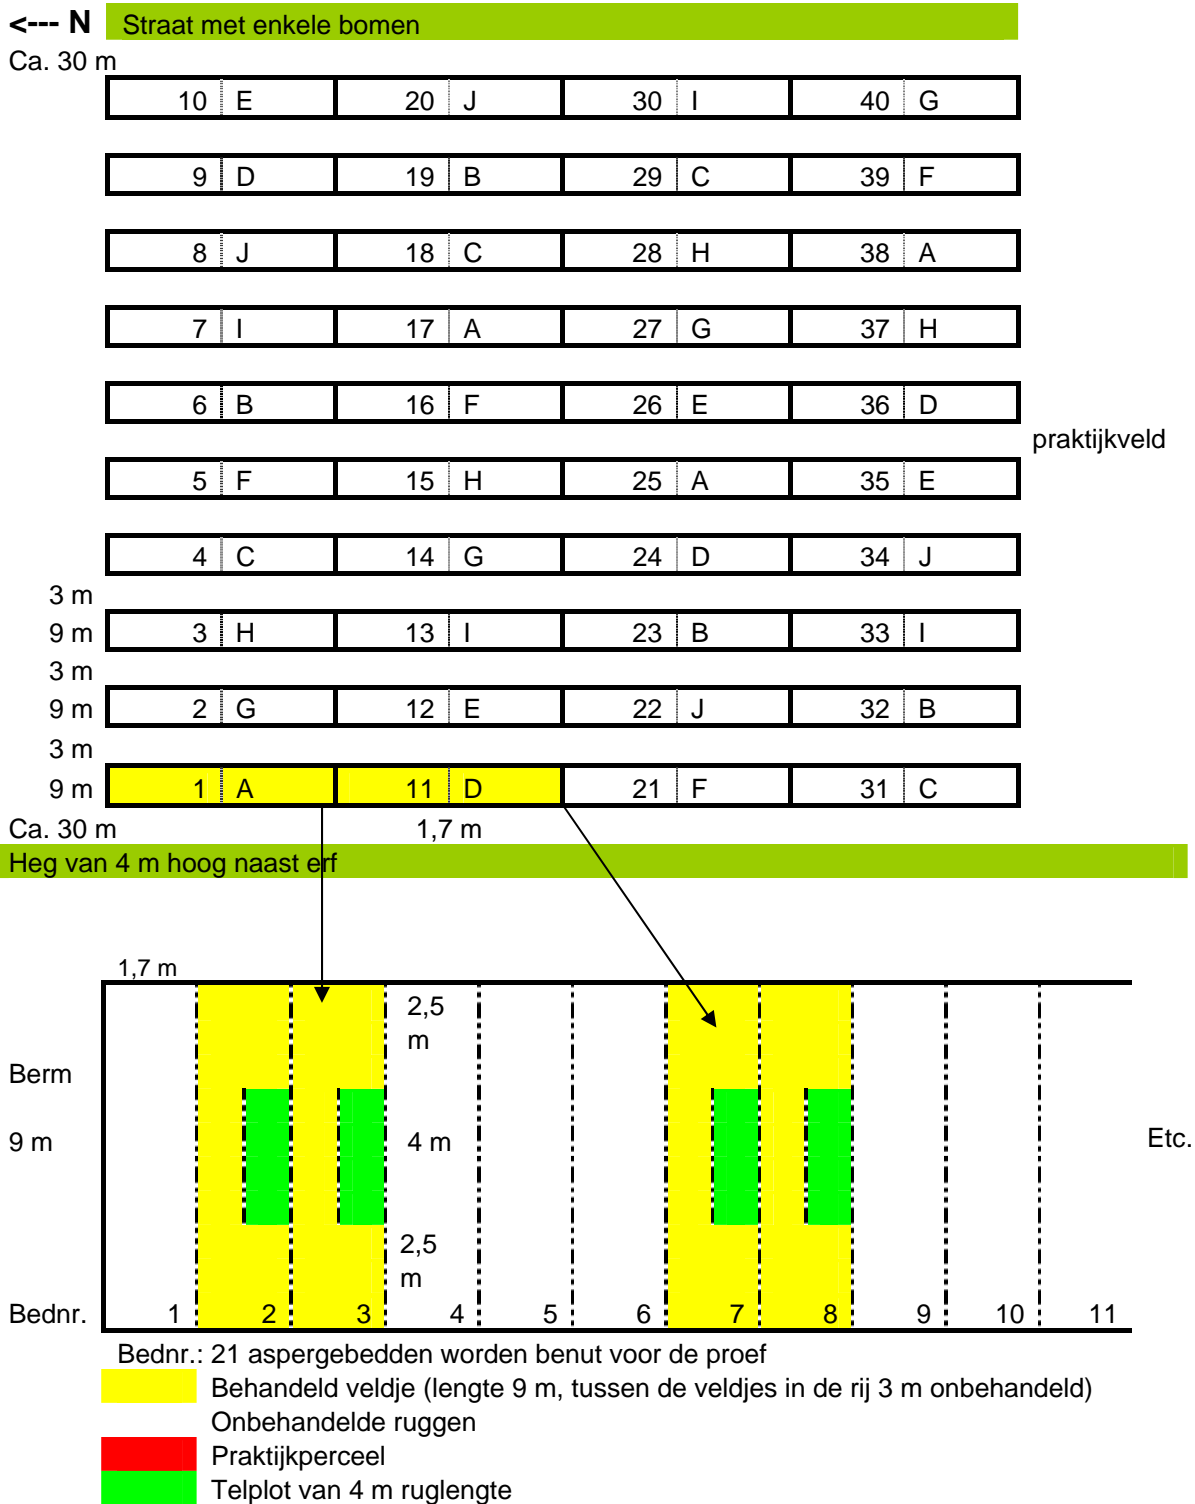 <--- N Straat met enkele bomen
Ca. 30 m
10 E 20 J 30 I 40 G
9 D 19 B 29 C 39 F
8 J 18 C 28 H 38 A
7 I 17 A 27 G 37 H
6 B 16 F 26 E 36 D
praktijkveld
5 F 15 H 25 A 35 E
4 C 14 G 24 D 34 J
3 m
9 m 3 H 13 I 23 B 33 I
3 m
9 m 2 G 12 E 22 J 32 B
3 m
9 m 1 A 11 D 21 F 31 C
Ca. 30 m 1,7 m
Heg van 4 m hoog naast erf
1,7 m
2,5
m
Berm
9 m 4 m Etc.
2,5
m
Bednr. 1 2 3 4 5 6 7 8 9 10 11
Bednr.: 21 aspergebedden worden benut voor de proef
Behandeld veldje (lengte 9 m, tussen de veldjes in de rij 3 m onbehandeld)
Onbehandelde ruggen
Praktijkperceel
Telplot van 4 m ruglengte